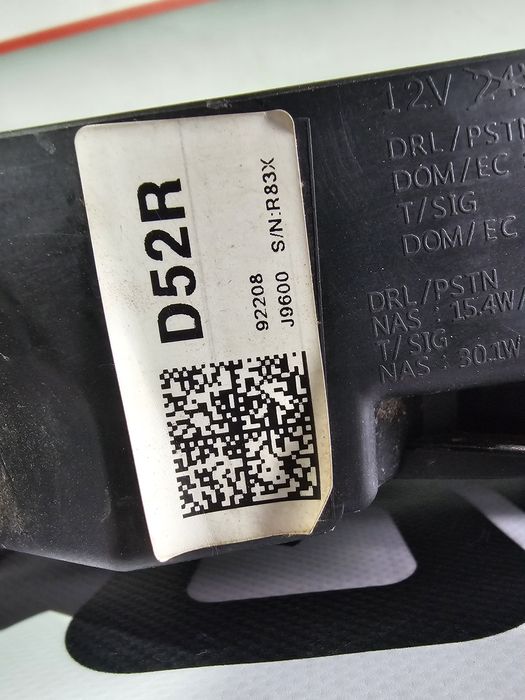 D52R
92208
J9600 S/N:R83X
12V
DRL/PSTN
DOM/EC
T/SIG
DOM/EC
DRL/PSTN
NAS : 15.4W/
T/SIG
NAS : 30.1W